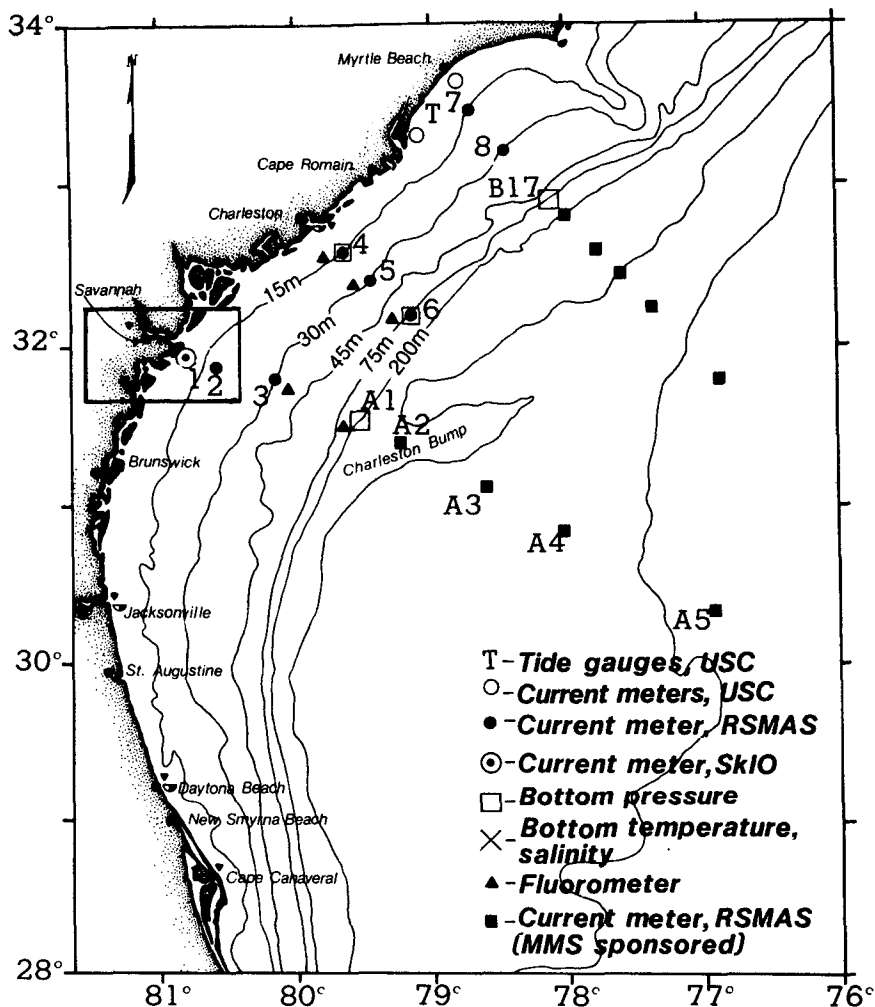 34°
N
Myrtle Beach
7
T
8
Cape Romain
B17
Charleston
4
5
15m
Savannah
6
30m
32°
45m
75m
200m
1
2
3
A1
A2
Charleston Bump
Brunswick
A3
A4
A5
Jacksonville
30°
St. Augustine
T - Tide gauges, USC
Current meters, USC
Current meter, RSMAS
Current meter, SkIO
Daytona Beach
Bottom pressure
New Smyrna Beach
Bottom temperature,
salinity
Cape Canaveral
Fluorometer
Current meter, RSMAS
(MMS sponsored)
28°
81° 80° 79° 78° 77° 76°